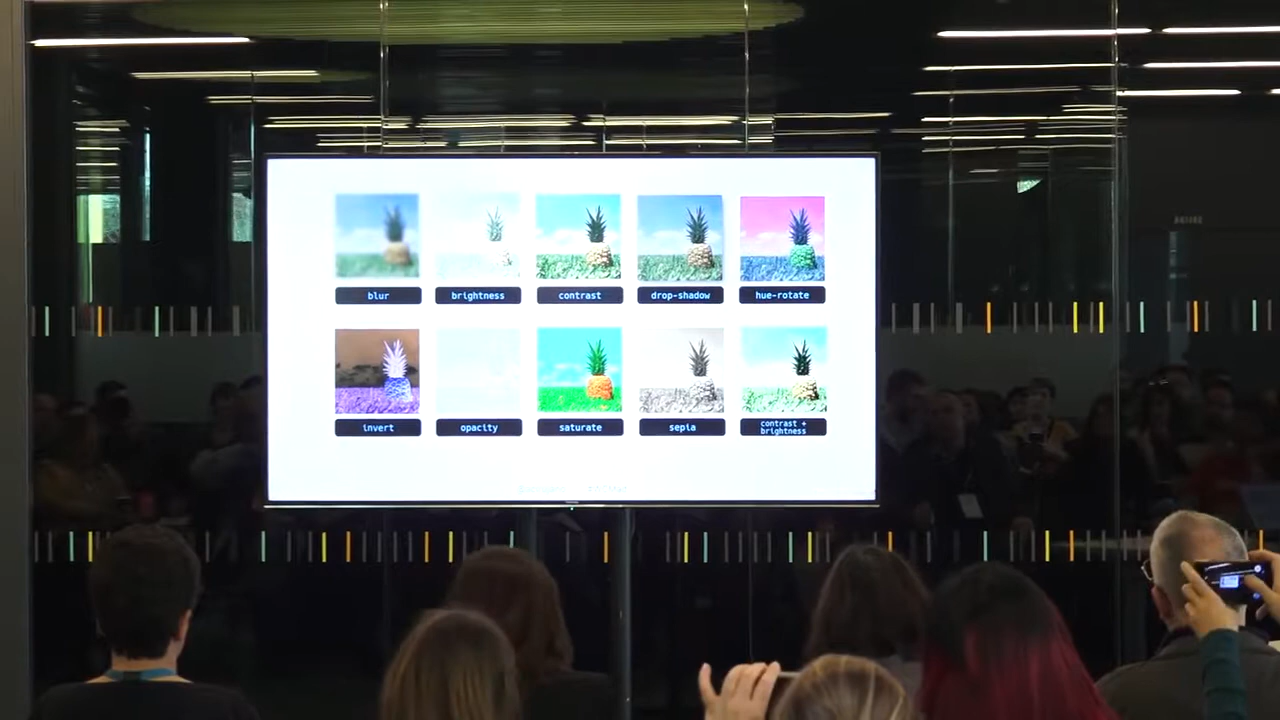 blur
brightness
contrast
drop-shadow
hue-rotate
invert
opacity
saturate
sepia
contrast +
brightness